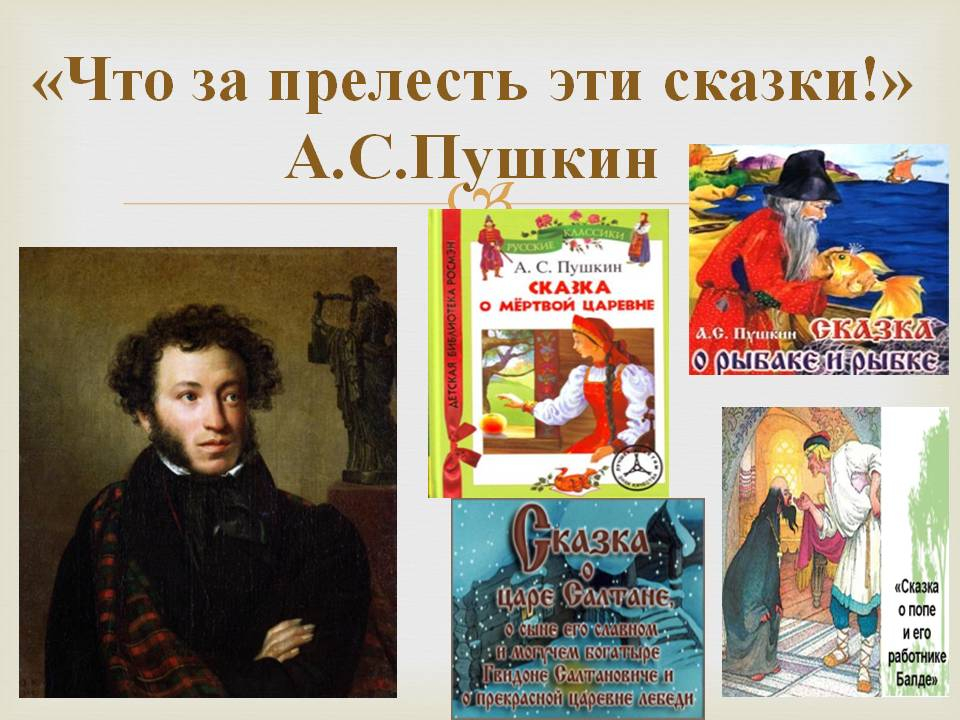 «Что за прелесть эти сказки!»
А.С.Пушкин
РУССКИЕ КЛАССИКИ
ДЕТСКАЯ БИБЛИОТЕКА РОСМЭН
А. С. Пушкин
СКАЗКА
О МЁРТВОЙ ЦАРЕВНЕ
А.С. Пушкин СКАЗКА
О РЫБАКЕ И РЫБКЕ
Сказка
о
царе Салтане,
о сыне его славном
и могучем богатыре
Гвидоне Салтановиче и
о прекрасной царевне лебеди
«Сказка
о попе
и его
работнике
Балде»